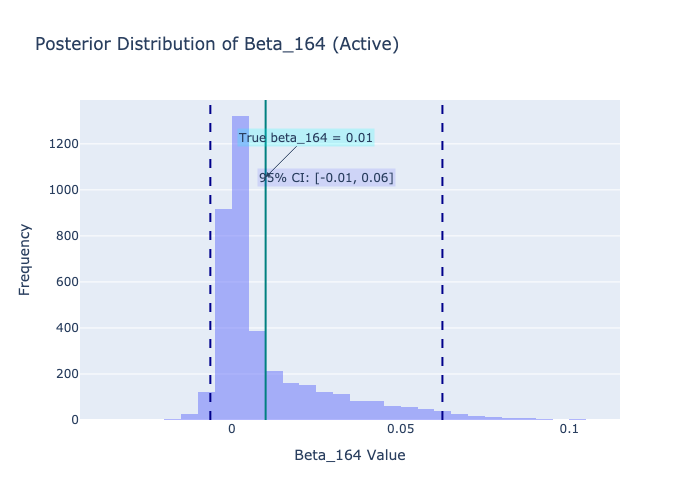 Posterior Distribution of Beta_164 (Active)
True beta_164 = 0.01
95% CI: [-0.01, 0.06]
Frequency
1200
1000
800
600
400
200
0
0
0.05
0.1
Beta_164 Value